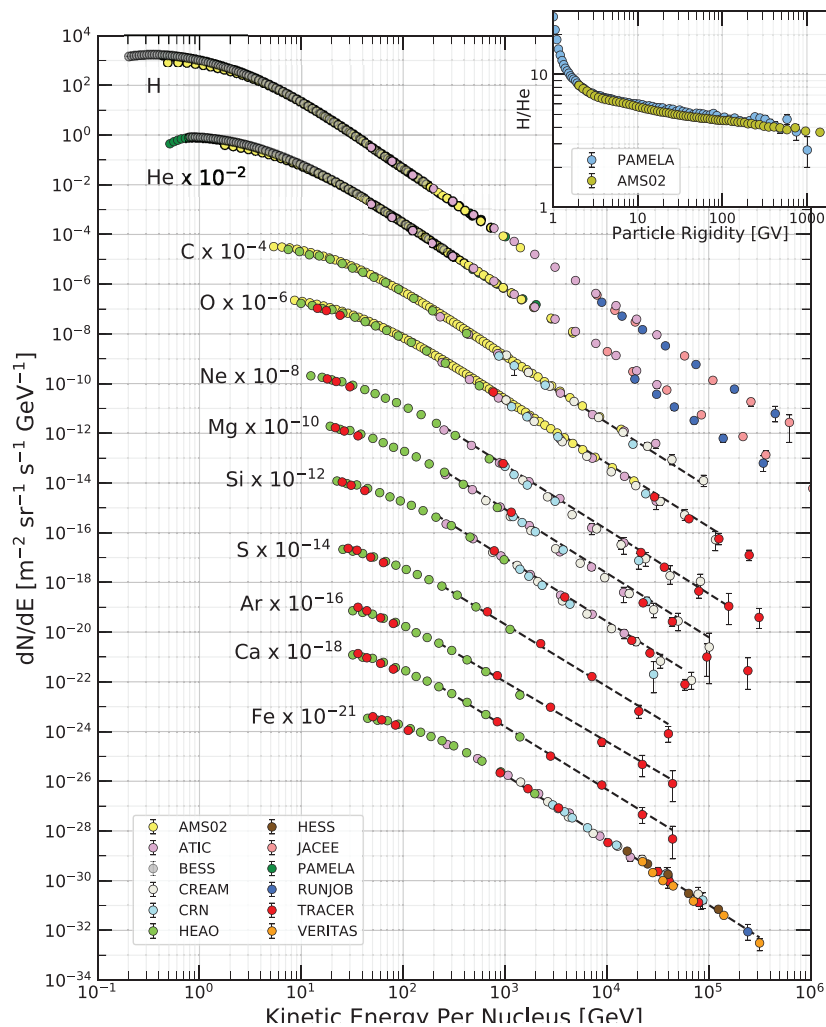 10^4
10^2
10^0
10^-2
10^-4
10^-6
10^-8
10^-10
10^-12
10^-14
10^-16
10^-18
10^-20
10^-22
10^-24
10^-26
10^-28
10^-30
10^-32
10^-34
dN/dE [m^-2 sr^-1 s^-1 GeV^-1]
H
He x 10^-2
C x 10^-4
O x 10^-6
Ne x 10^-8
Mg x 10^-10
Si x 10^-12
S x 10^-14
Ar x 10^-16
Ca x 10^-18
Fe x 10^-21
H/He
10
1
PAMELA
AMS02
1 10 100 1000
Particle Rigidity [GV]
AMS02
ATIC
BESS
CREAM
CRN
HEAO
HESS
JACEE
PAMELA
RUNJOB
TRACER
VERITAS
10^-1 10^0 10^1 10^2 10^3 10^4 10^5 10^6
Kinetic Energy Per Nucleus [GeV]